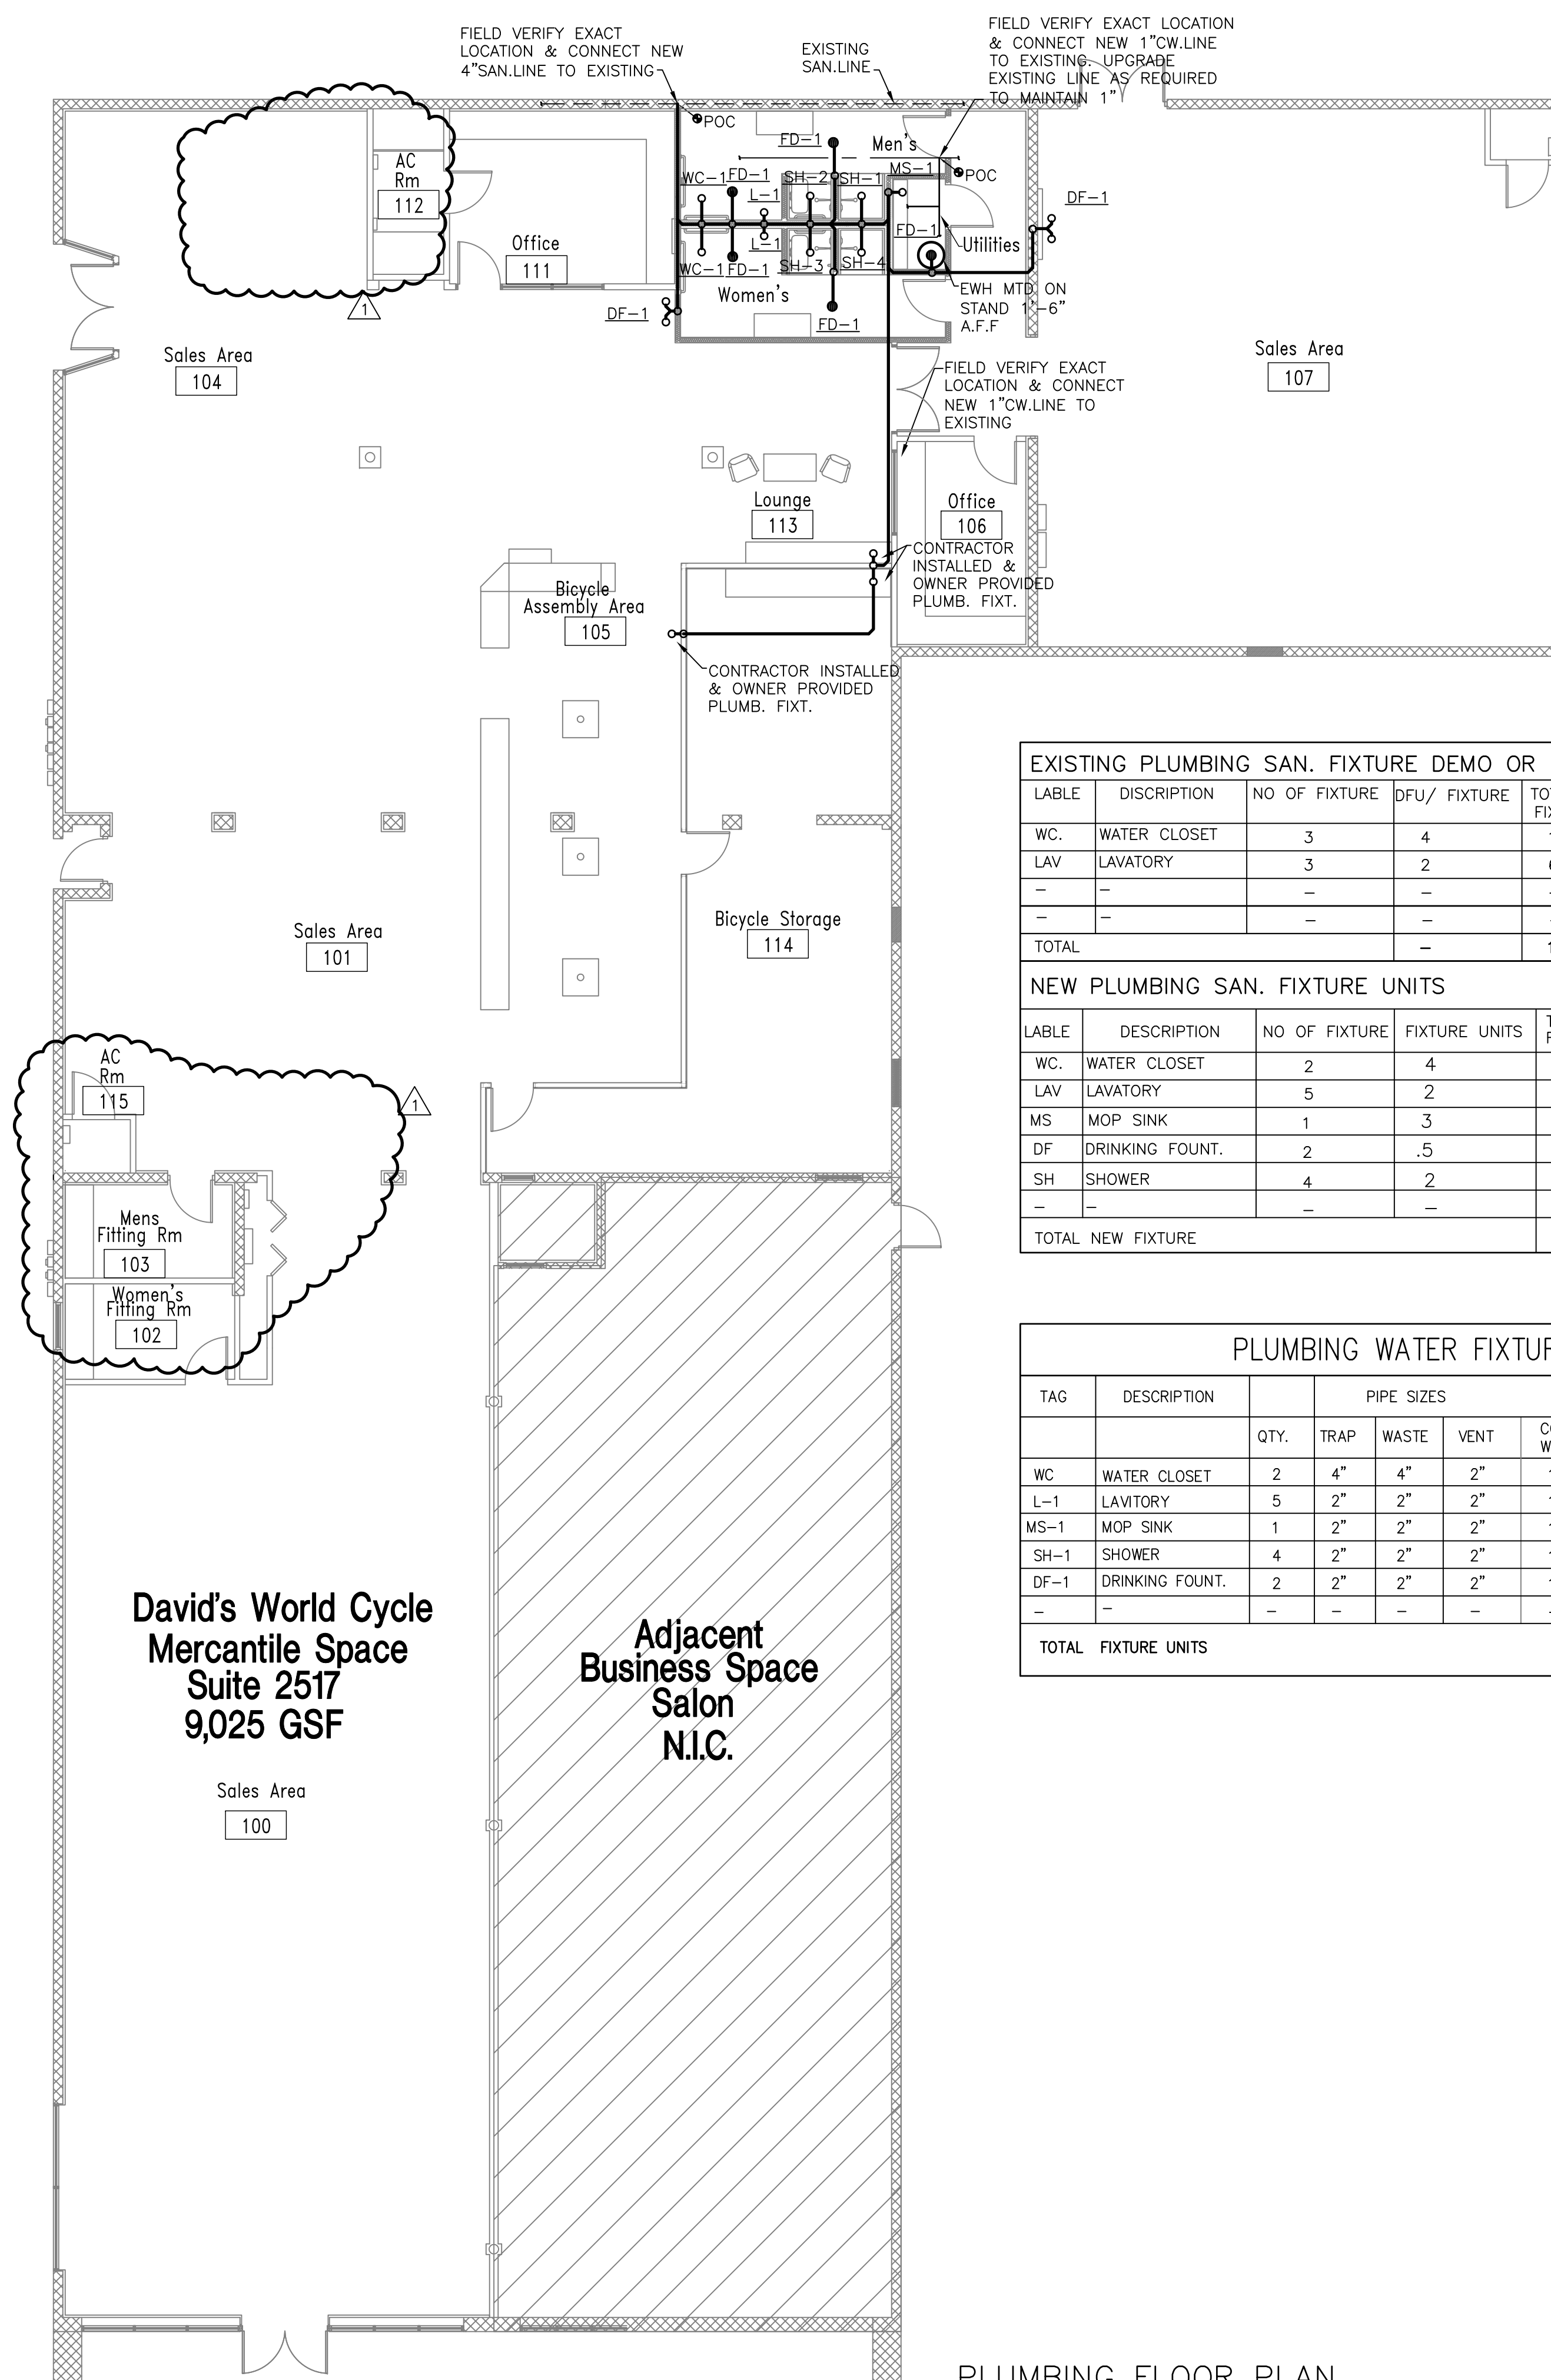 FIELD VERIFY EXACT
LOCATION & CONNECT NEW
4"SAN.LINE TO EXISTING
EXISTING
SAN.LINE
FIELD VERIFY EXACT LOCATION
& CONNECT NEW 1"CW.LINE
TO EXISTING. UPGRADE
EXISTING LINE AS REQUIRED
TO MAINTAIN 1"
POC
FD-1
Men's
MS-1
POC
AC
Rm
112
WC-1
FD-1
SH-2
SH-1
L-1
DF-1
Office
111
L-1
FD-1
Utilities
WC-1
FD-1
SH-3
SH-4
Women's
EWH MTD ON
STAND 1'-6"
A.F.F
1
DF-1
FD-1
Sales Area
104
Sales Area
107
FIELD VERIFY EXACT
LOCATION & CONNECT
NEW 1"CW.LINE TO
EXISTING
Lounge
113
Office
106
CONTRACTOR
INSTALLED &
OWNER PROVIDED
PLUMB. FIXT.
Bicycle
Assembly Area
105
CONTRACTOR INSTALLED
& OWNER PROVIDED
PLUMB. FIXT.
EXISTING PLUMBING SAN. FIXTURE DEMO OR
LABLE DISCRIPTION NO OF FIXTURE DFU/ FIXTURE
WC. WATER CLOSET 3 4
LAV LAVATORY 3 2
- - - -
- - - -
TOTAL -
NEW PLUMBING SAN. FIXTURE UNITS
LABLE DESCRIPTION NO OF FIXTURE FIXTURE UNITS
WC. WATER CLOSET 2 4
LAV LAVATORY 5 2
MS MOP SINK 1 3
DF DRINKING FOUNT. 2 .5
SH SHOWER 4 2
- - - -
TOTAL NEW FIXTURE
Bicycle Storage
114
Sales Area
101
AC
Rm
115
1
Mens
Fitting Rm
103
Women's
Fitting Rm
102
PLUMBING WATER FIXTUR
TAG DESCRIPTION PIPE SIZES
QTY. TRAP WASTE VENT
WC WATER CLOSET 2 4" 4" 2"
L-1 LAVITORY 5 2" 2" 2"
MS-1 MOP SINK 1 2" 2" 2"
SH-1 SHOWER 4 2" 2" 2"
DF-1 DRINKING FOUNT. 2 2" 2" 2"
- - - - - -
TOTAL FIXTURE UNITS
David's World Cycle
Mercantile Space
Suite 2517
9,025 GSF
Adjacent
Business Space
Salon
N.I.C.
Sales Area
100
PLUMBING FLOOR PLAN